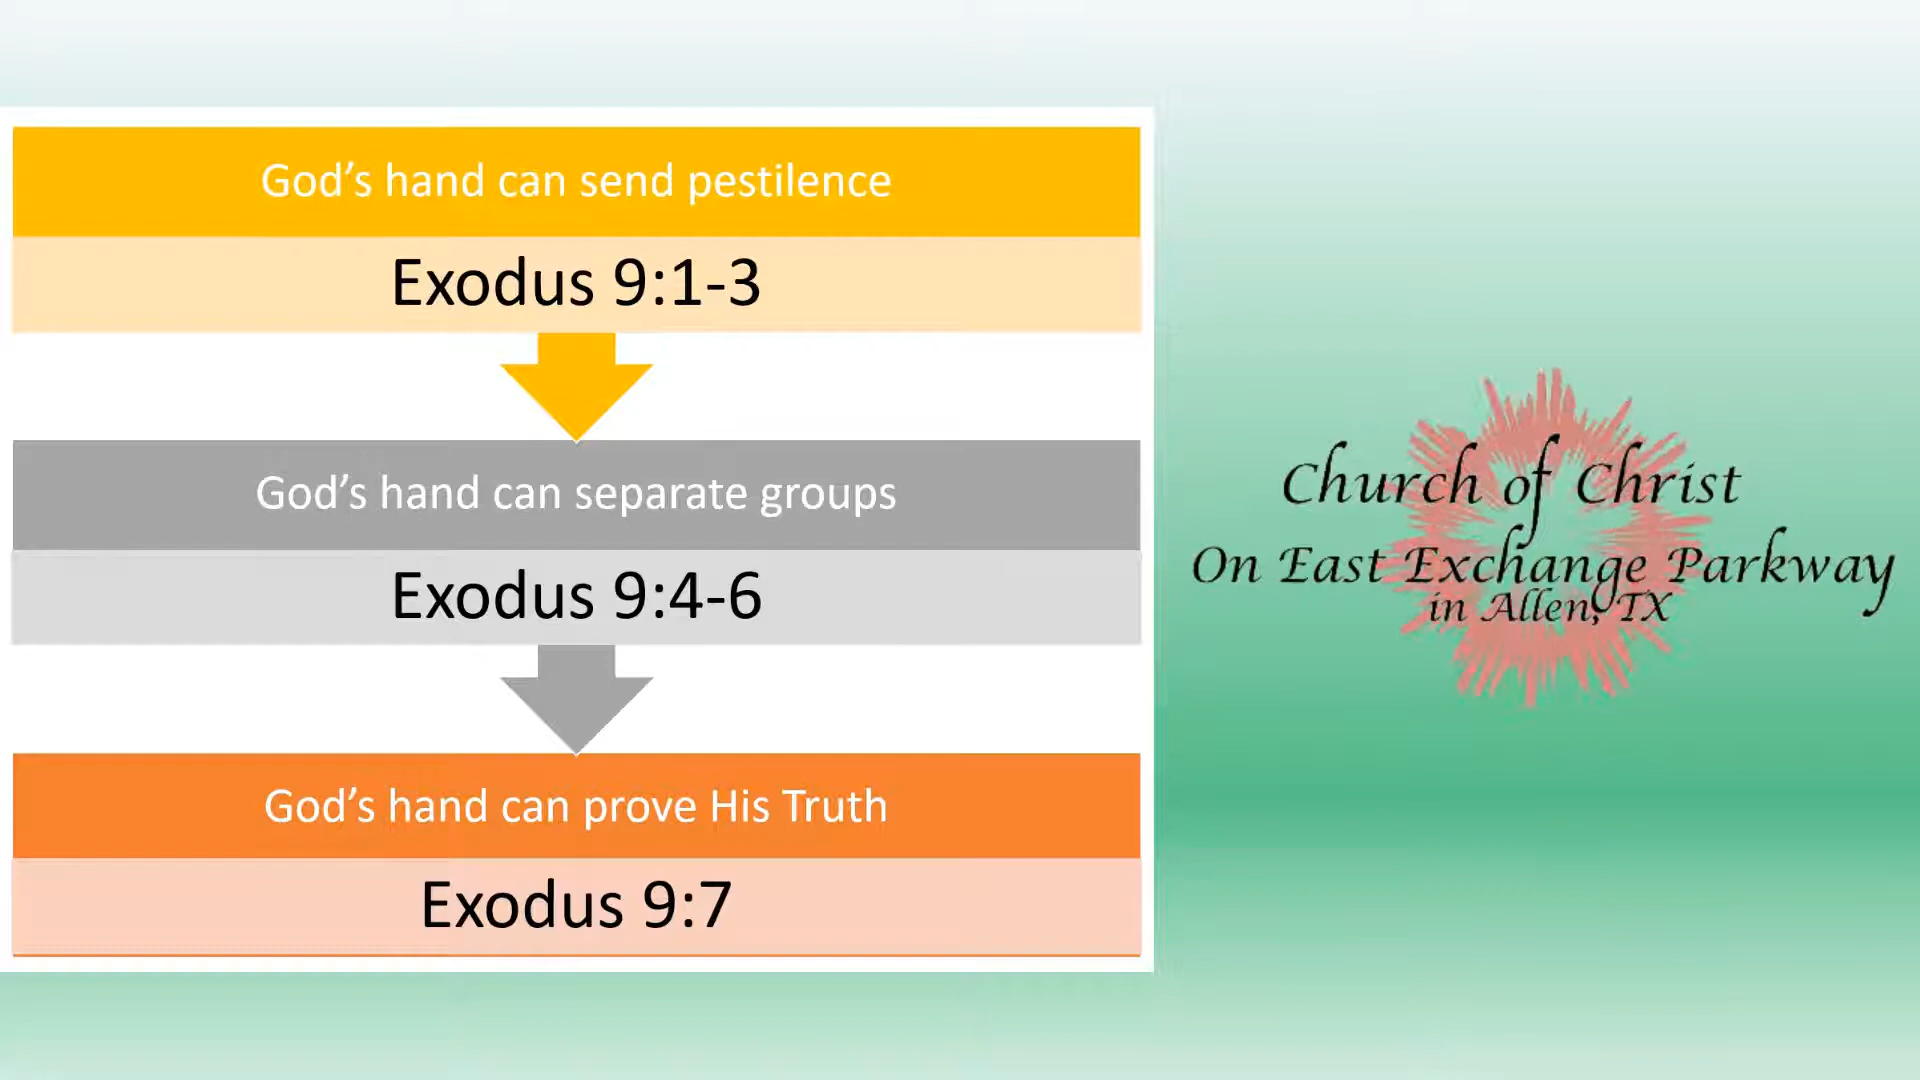 God’s hand can send pestilence
Exodus 9:1-3
God’s hand can separate groups
Exodus 9:4-6
God’s hand can prove His Truth
Exodus 9:7
Church of Christ
On East Exchange Parkway
in Allen, TX